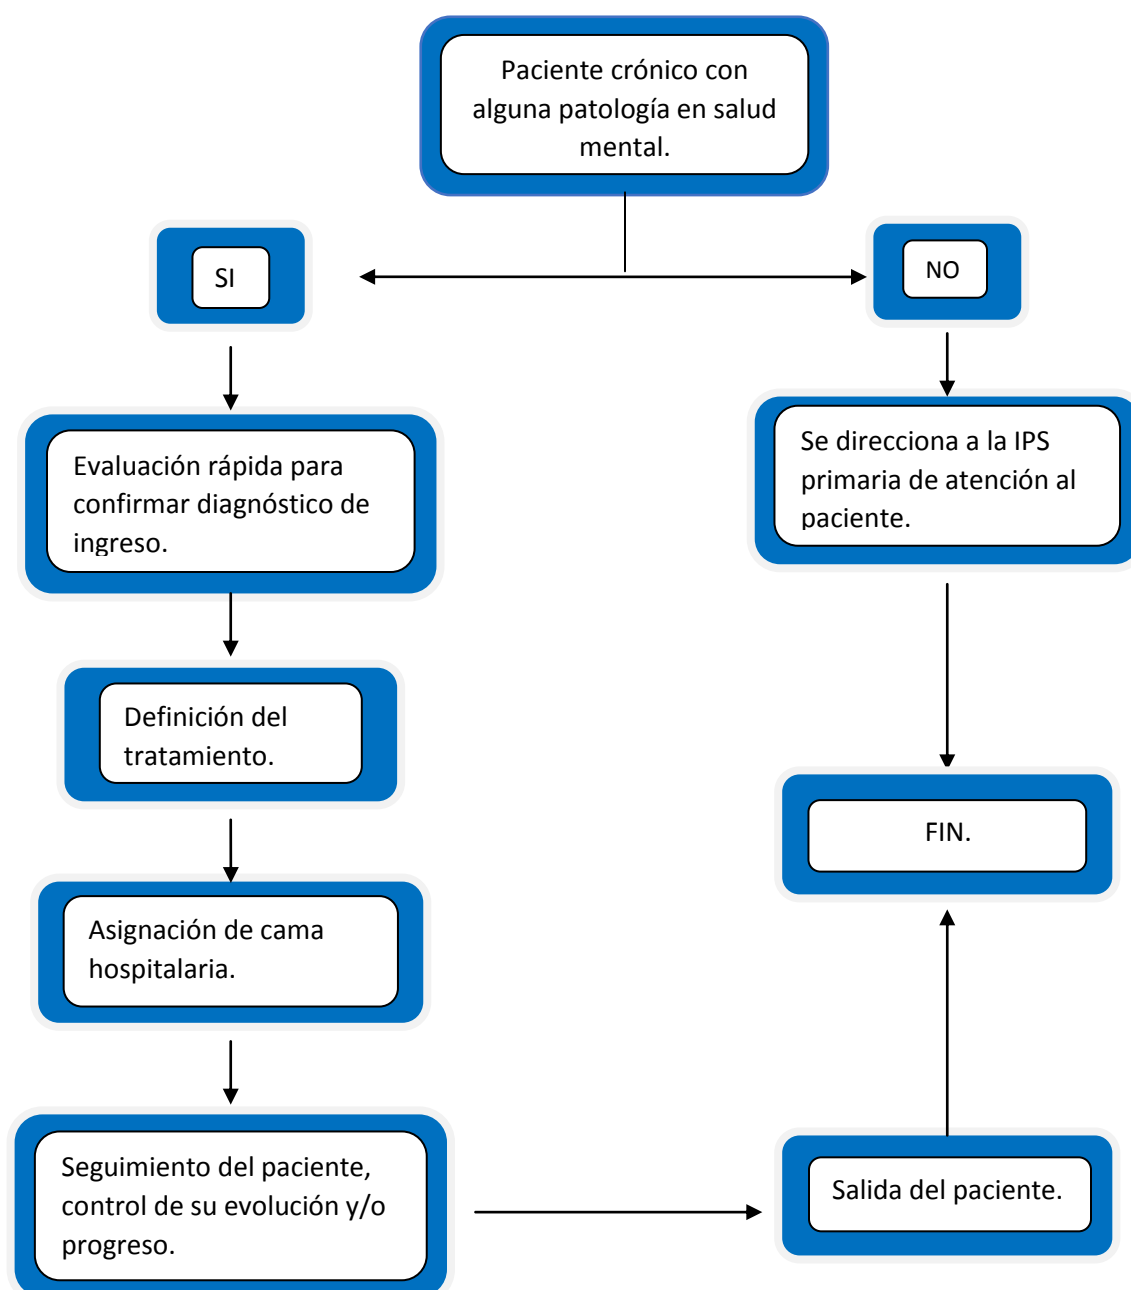 Paciente crónico con
alguna patología en salud
mental.
SI
NO
Evaluación rápida para
confirmar diagnóstico de
ingreso.
Se direcciona a la IPS
primaria de atención al
paciente.
Definición del
tratamiento.
FIN.
Asignación de cama
hospitalaria.
Seguimiento del paciente,
control de su evolución y/o
progreso.
Salida del paciente.